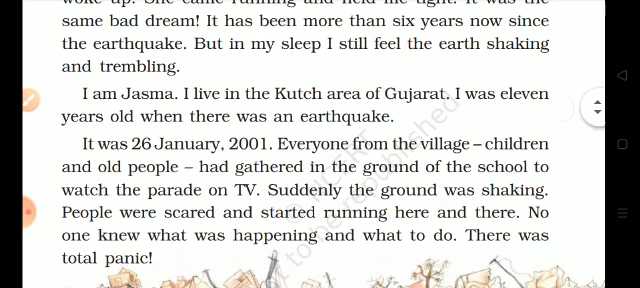 woke up. She came running and held me tight. It was the
same bad dream! It has been more than six years now since
the earthquake. But in my sleep I still feel the earth shaking
and trembling.
I am Jasma. I live in the Kutch area of Gujarat. I was eleven
years old when there was an earthquake.
It was 26 January, 2001. Everyone from the village – children
and old people – had gathered in the ground of the school to
watch the parade on TV. Suddenly the ground was shaking.
People were scared and started running here and there. No
one knew what was happening and what to do. There was
total panic!
© NCERT
not to be republished